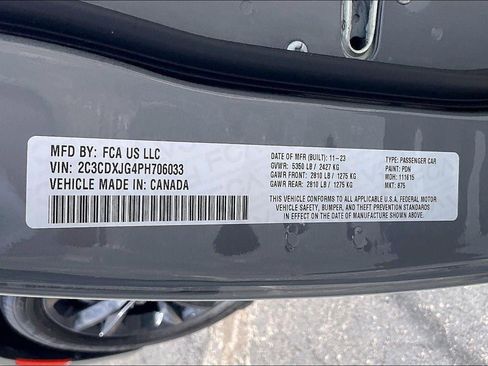 MFD BY: FCA US LLC
VIN: 2C3CDXJG4PH706033
VEHICLE MADE IN: CANADA
DATE OF MFR (BUILT): 11-23
GVWR: 5350 LB / 2427 KG
GAWR FRONT: 2810 LB / 1275 KG
GAWR REAR: 2810 LB / 1275 KG
TYPE: PASSENGER CAR
PAINT: PDN
MDH: 111615
MKT: 875
THIS VEHICLE CONFORMS TO ALL APPLICABLE U.S.A. FEDERAL MOTOR
VEHICLE SAFETY, BUMPER, AND THEFT PREVENTION STANDARDS IN
EFFECT ON THE DATE OF MANUFACTURE SHOWN ABOVE.